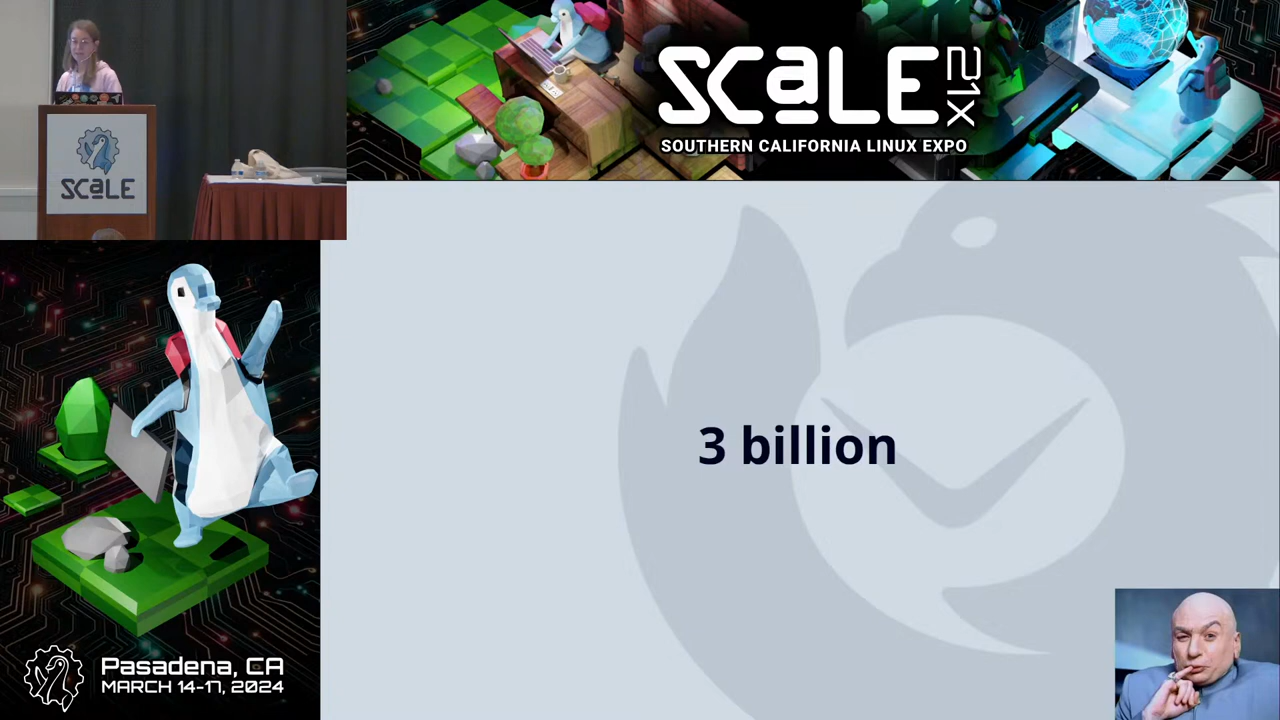 SCaLE 21X
SOUTHERN CALIFORNIA LINUX EXPO
SCaLE
3 billion
Pasadena, CA
MARCH 14-17, 2024